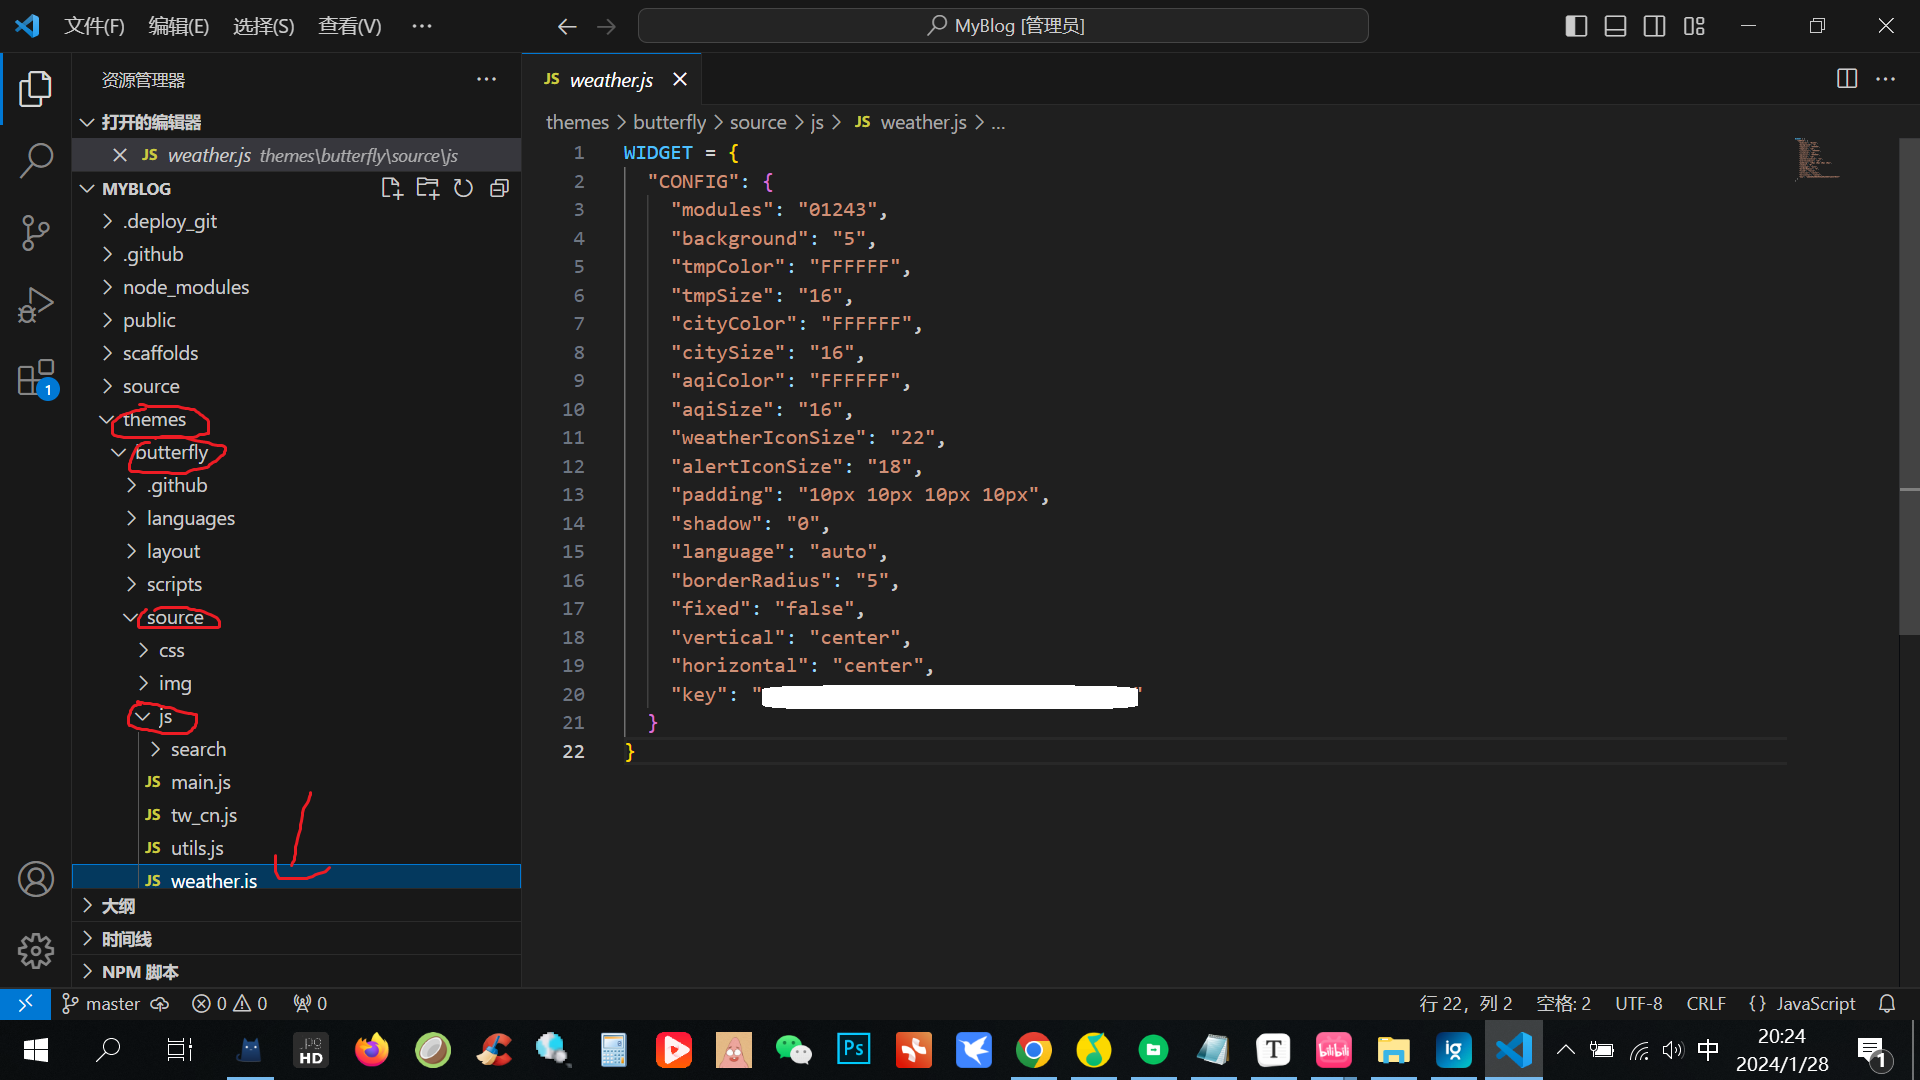 文件(F) 编辑(E) 选择(S) 查看(V) ··· MyBlog [管理员]
资源管理器
打开的编辑器
JS weather.js themes\butterfly\source\js
MYBLOG
.deploy_git
.github
node_modules
public
scaffolds
source
themes
butterfly
.github
languages
layout
scripts
source
css
img
js
search
JS main.js
JS tw_cn.js
JS utils.js
JS weather.js
大纲
时间线
NPM 脚本
1
JS weather.js
themes > butterfly > source > js > JS weather.js > ...
1 WIDGET = {
2 "CONFIG": {
3 "modules": "01243",
4 "background": "5",
5 "tmpColor": "FFFFFF",
6 "tmpSize": "16",
7 "cityColor": "FFFFFF",
8 "citySize": "16",
9 "aqiColor": "FFFFFF",
10 "aqiSize": "16",
11 "weatherIconSize": "22",
12 "alertIconSize": "18",
13 "padding": "10px 10px 10px 10px",
14 "shadow": "0",
15 "language": "auto",
16 "borderRadius": "5",
17 "fixed": "false",
18 "vertical": "center",
19 "horizontal": "center",
20 "key": ""
21 }
22 }
master 0 0 0 行 22，列 2 空格: 2 UTF-8 CRLF {} JavaScript
.pc HD Ps T bilibili ig 中 20:24
2024/1/28 1